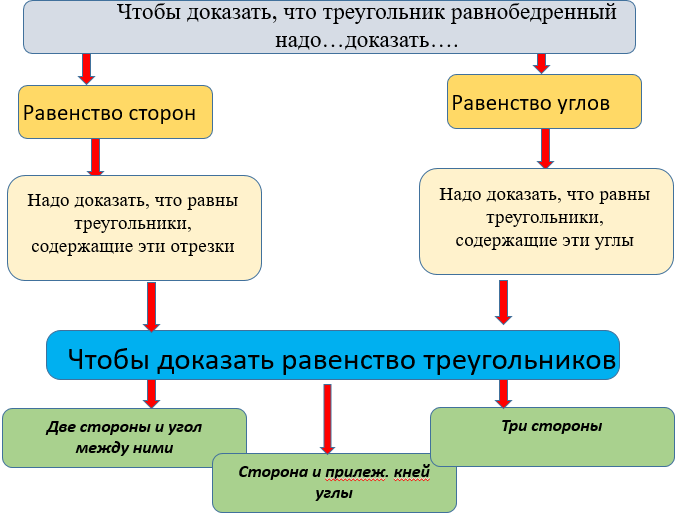 Чтобы доказать, что треугольник равнобедренный
надо…доказать….
Равенство сторон
Равенство углов
Надо доказать, что равны
треугольники,
содержащие эти отрезки
Надо доказать, что равны
треугольники,
содержащие эти углы
Чтобы доказать равенство треугольников
Две стороны и угол
между ними
Сторона и прилеж. кней
углы
Три стороны